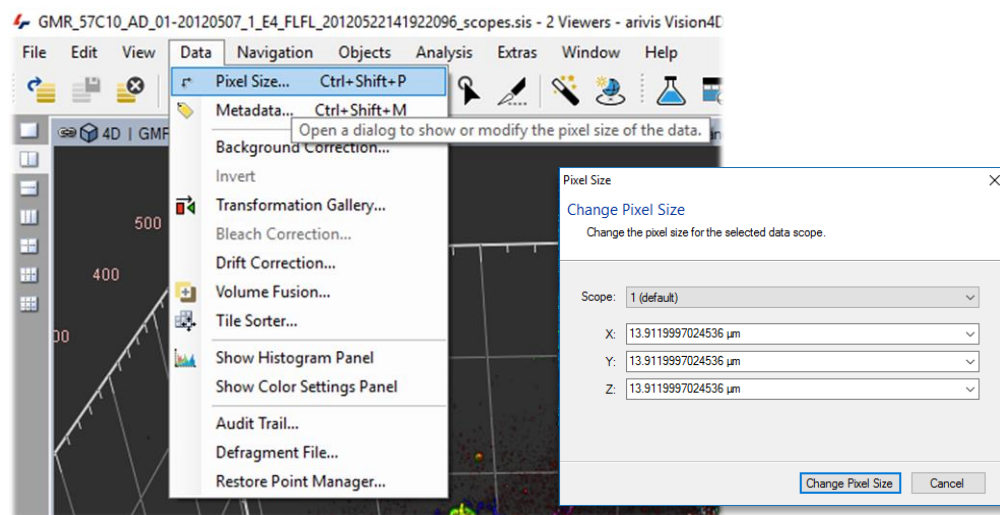 GMR_57C10_AD_01-20120507_1_E4_FLFL_20120522141922096_scopes.sis - 2 Viewers - arivis Vision4D
File Edit View Data Navigation Objects Analysis Extras Window Help
Pixel Size... Ctrl+Shift+P
Metadata... Ctrl+Shift+M
4D | GMR
Open a dialog to show or modify the pixel size of the data.
Background Correction...
Invert
Transformation Gallery...
500
Bleach Correction...
Drift Correction...
400
Volume Fusion...
Tile Sorter...
00
Show Histogram Panel
Show Color Settings Panel
Audit Trail...
Defragment File...
Restore Point Manager...
Pixel Size
Change Pixel Size
Change the pixel size for the selected data scope.
Scope: 1 (default)
X: 13.9119997024536 µm
Y: 13.9119997024536 µm
Z: 13.9119997024536 µm
Change Pixel Size Cancel